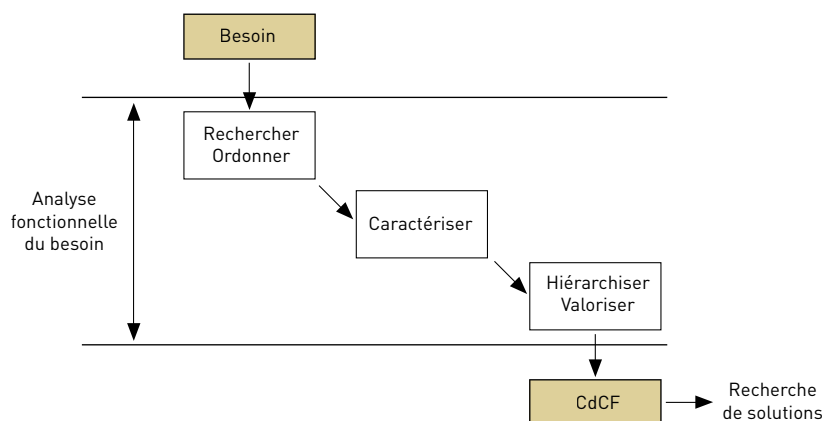 Besoin
Rechercher
Ordonner
Analyse
fonctionnelle
du besoin
Caractériser
Hiérarchiser
Valoriser
CdCF
Recherche
de solutions